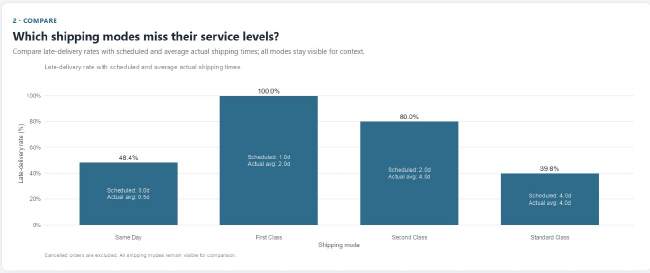 2 · COMPARE
Which shipping modes miss their service levels?
Compare late-delivery rates with scheduled and average actual shipping times; all modes stay visible for context.
Late-delivery rate with scheduled and average actual shipping times
Late-delivery rate (%)
100%
80%
60%
40%
20%
0%
48.4%
Scheduled: 0.0d
Actual avg: 0.5d
100.0%
Scheduled: 1.0d
Actual avg: 2.0d
80.0%
Scheduled: 2.0d
Actual avg: 4.0d
39.8%
Scheduled: 4.0d
Actual avg: 4.0d
Same Day
First Class
Second Class
Standard Class
Shipping mode
Cancelled orders are excluded. All shipping modes remain visible for comparison.